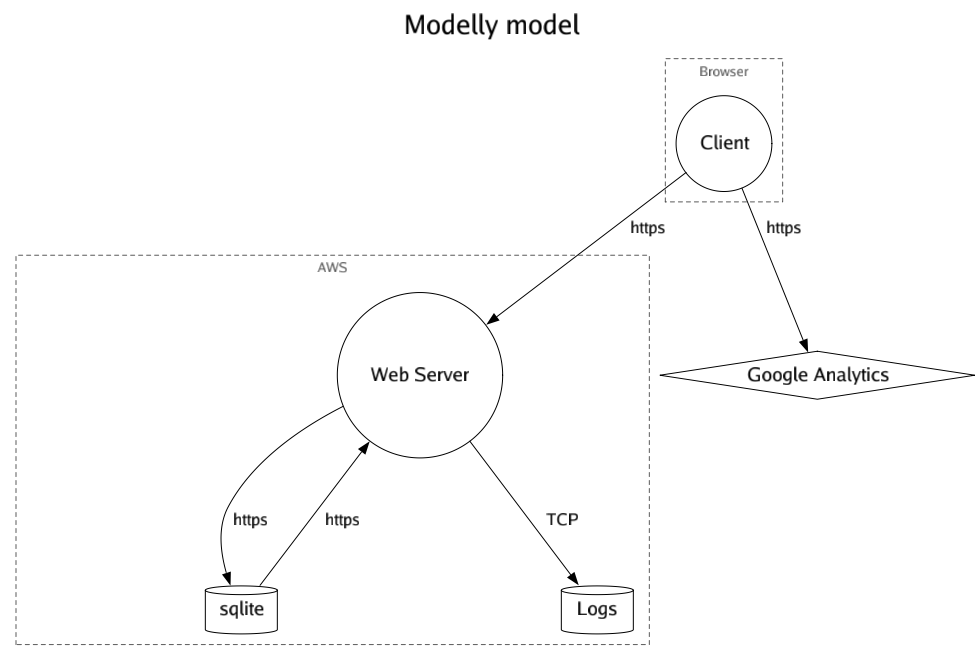 Modelly model
Browser
Client
https
https
AWS
Web Server
Google Analytics
https
https
TCP
sqlite
Logs